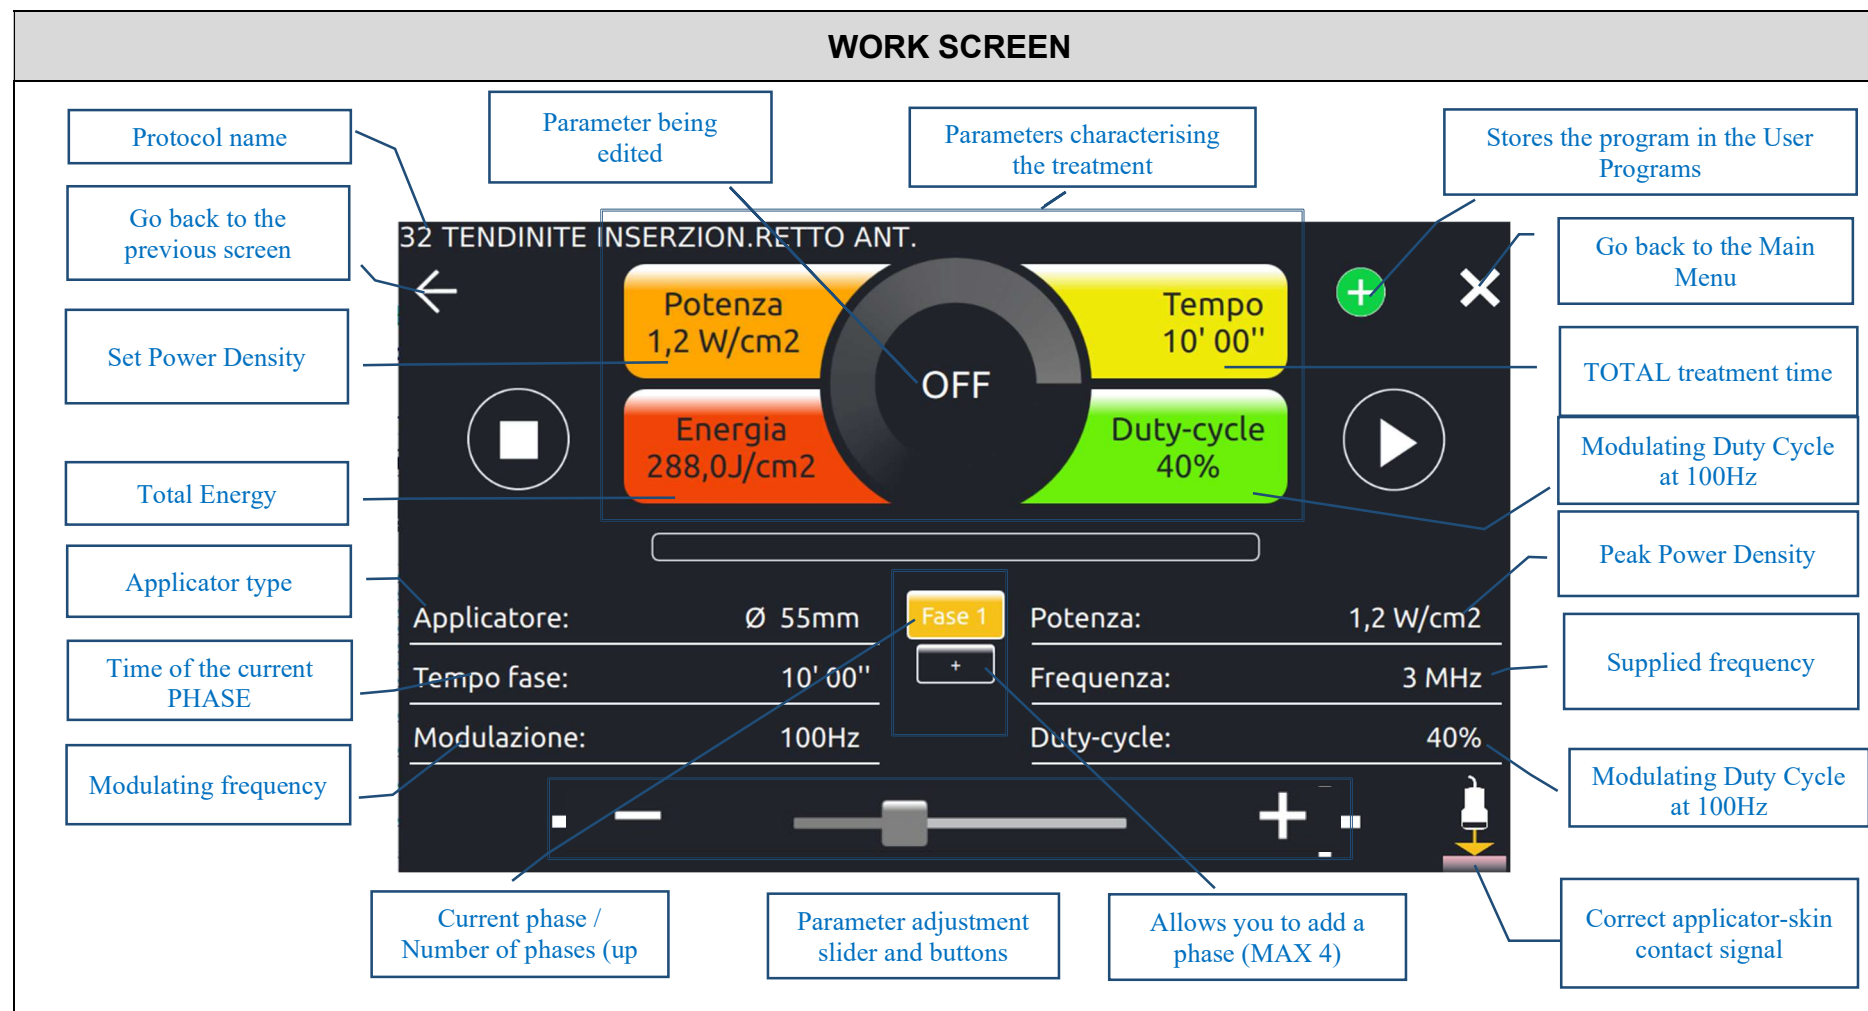 WORK SCREEN
Protocol name
Parameter being
edited
Parameters characterising
the treatment
Stores the program in the User
Programs
Go back to the
previous screen
Go back to the Main
Menu
Set Power Density
TOTAL treatment time
Modulating Duty Cycle
at 100Hz
Total Energy
Peak Power Density
Applicator type
Supplied frequency
Time of the current
PHASE
Modulating frequency
Modulating Duty Cycle
at 100Hz
32 TENDINITE INSERZION.RETTO ANT.
Potenza
1,2 W/cm2
Tempo
10' 00''
OFF
Energia
288,0J/cm2
Duty-cycle
40%
Applicatore: Ø 55mm
Fase 1
Potenza: 1,2 W/cm2
Tempo fase: 10' 00''
+
Frequenza: 3 MHz
Modulazione: 100Hz
Duty-cycle: 40%
Current phase /
Number of phases (up
Parameter adjustment
slider and buttons
Allows you to add a
phase (MAX 4)
Correct applicator-skin
contact signal